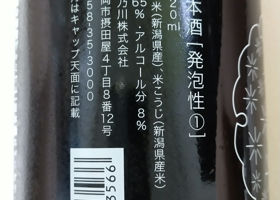 本酒[発泡性①]
20ml
米(新潟県産)米こうじ(新潟県産米)
65%・アルコール分 8%
乃川株式会社
岡市摂田屋4丁目8番12号
58-35-3000
はキャップ天面に記載
3566